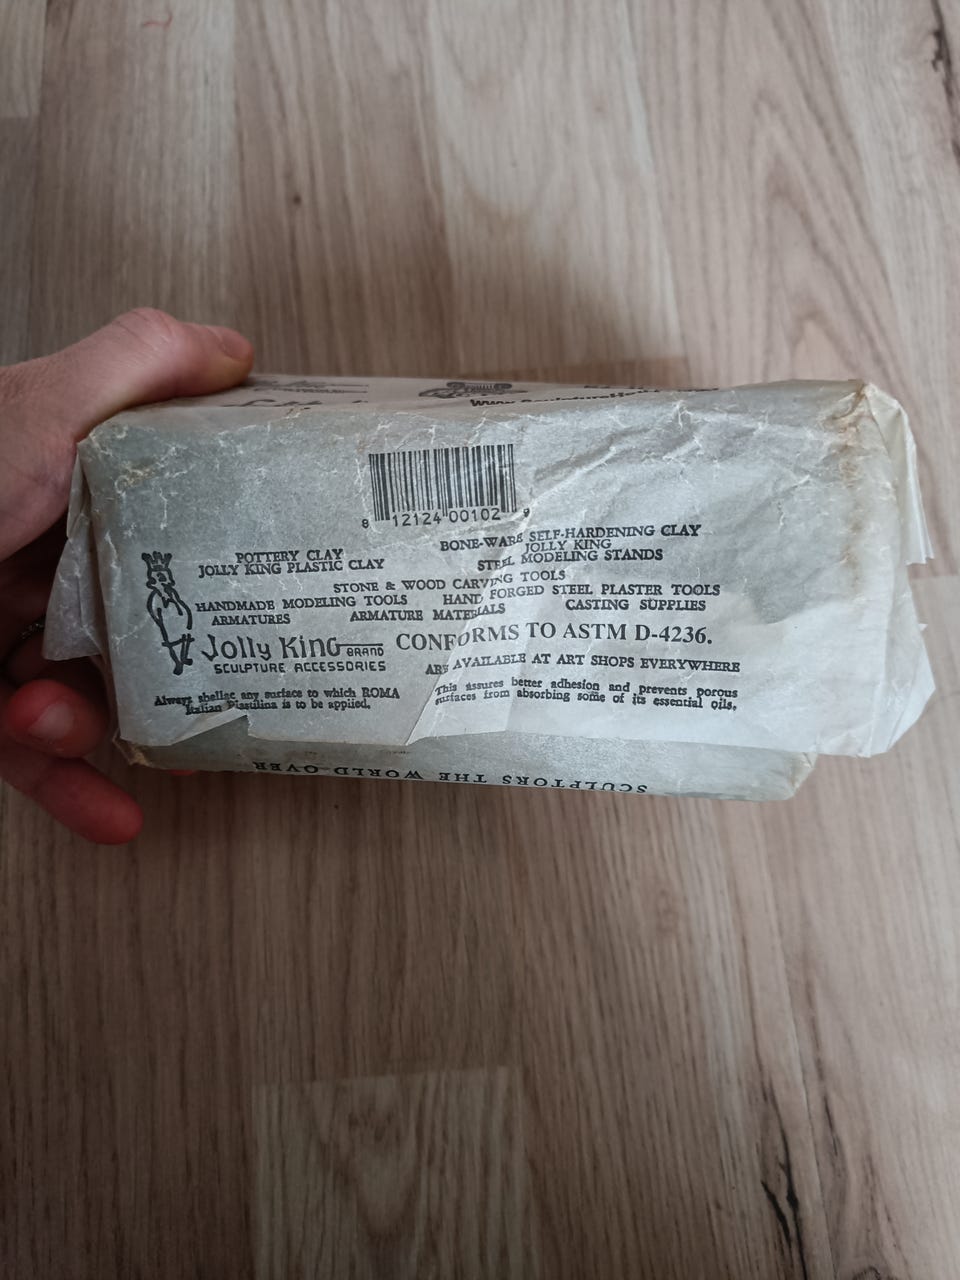 8 12124 00102 9
BONE-WARE SELF-HARDENING CLAY
POTTERY CLAY
JOLLY KING
JOLLY KING PLASTIC CLAY
STEEL MODELING STANDS
STONE & WOOD CARVING TOOLS
HANDMADE MODELING TOOLS HAND FORGED STEEL PLASTER TOOLS
ARMATURES ARMATURE MATERIALS CASTING SUPPLIES
Jolly King BRAND CONFORMS TO ASTM D-4236.
SCULPTURE ACCESSORIES ARE AVAILABLE AT ART SHOPS EVERYWHERE
Always shellac any surface to which ROMA
Italian Plastilina is to be applied.
This assures better adhesion and prevents porous
surfaces from absorbing some of its essential oils.
SCULPTORS THE WORLD OVER